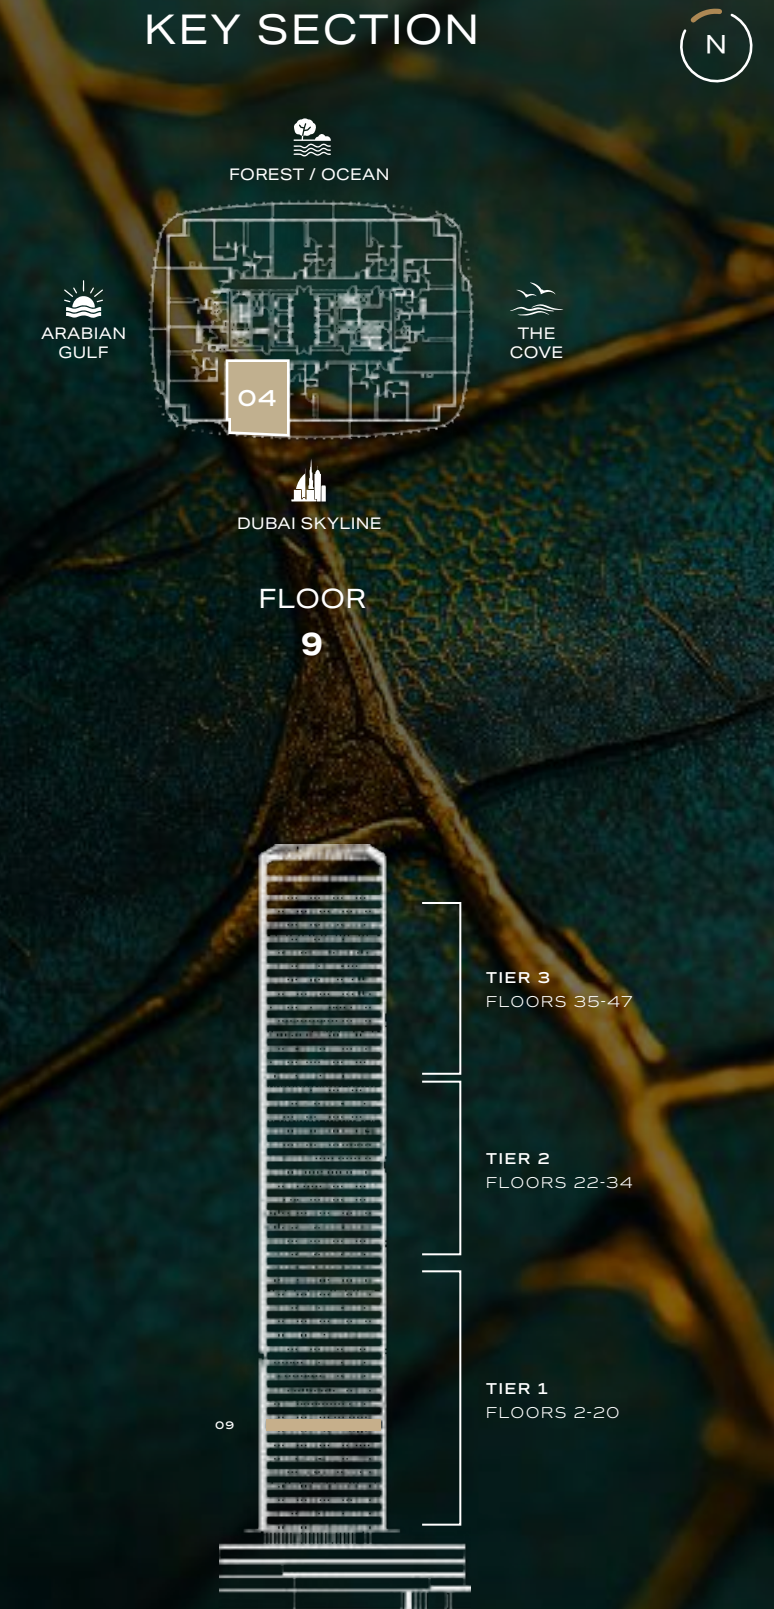 KEY SECTION
N
FOREST / OCEAN
ARABIAN
GULF
THE
COVE
04
DUBAI SKYLINE
FLOOR
9
TIER 3
FLOORS 35-47
TIER 2
FLOORS 22-34
TIER 1
FLOORS 2-20
09